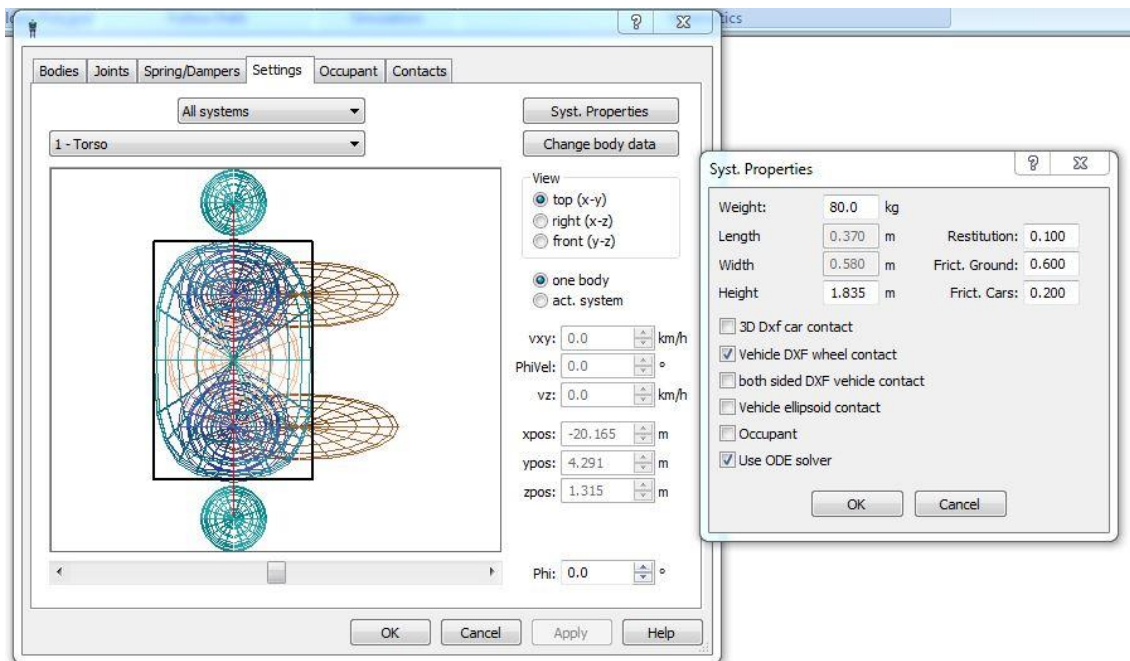 tics
?
Bodies Joints Spring/Dampers Settings Occupant Contacts
All systems
Syst. Properties
1 - Torso
Change body data
View
top (x-y)
right (x-z)
front (y-z)
one body
act. system
vxy: 0.0 km/h
PhiVel: 0.0 °
vz: 0.0 km/h
xpos: -20.165 m
ypos: 4.291 m
zpos: 1.315 m
Phi: 0.0 °
OK Cancel Apply Help
Syst. Properties ?
Weight: 80.0 kg
Length 0.370 m Restitution: 0.100
Width 0.580 m Frict. Ground: 0.600
Height 1.835 m Frict. Cars: 0.200
3D Dxf car contact
Vehicle DXF wheel contact
both sided DXF vehicle contact
Vehicle ellipsoid contact
Occupant
Use ODE solver
OK Cancel